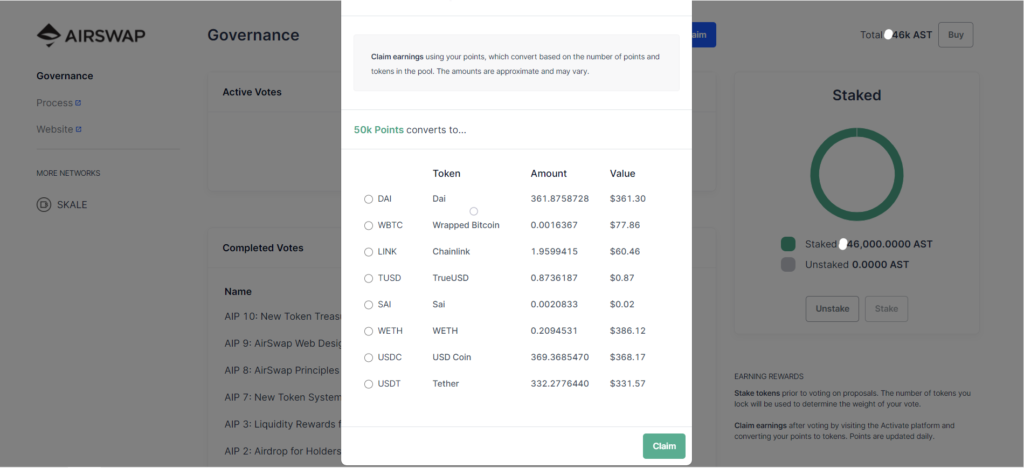 AIRSWAP
Governance
Process
Website
MORE NETWORKS
SKALE
Governance
aim
Total 46k AST
Buy
Active Votes
Completed Votes
Name
AIP 10: New Token Treas
AIP 9: AirSwap Web Desig
AIP 8: AirSwap Principles
AIP 7: New Token System
AIP 3: Liquidity Rewards f
AIP 2: Airdrop for Holders
Claim earnings using your points, which convert based on the number of points and
tokens in the pool. The amounts are approximate and may vary.
50k Points converts to...
Token Amount Value
DAI Dai 361.8758728 $361.30
WBTC Wrapped Bitcoin 0.0016367 $77.86
LINK Chainlink 1.9599415 $60.46
TUSD TrueUSD 0.8736187 $0.87
SAI Sai 0.0020833 $0.02
WETH WETH 0.2094531 $386.12
USDC USD Coin 369.3685470 $368.17
USDT Tether 332.2776440 $331.57
Claim
Staked
Staked 46,000.0000 AST
Unstaked 0.0000 AST
Unstake
Stake
EARNING REWARDS
Stake tokens prior to voting on proposals. The number of tokens you
lock will be used to determine the weight of your vote.
Claim earnings after voting by visiting the Activate platform and
converting your points to tokens. Points are updated daily.